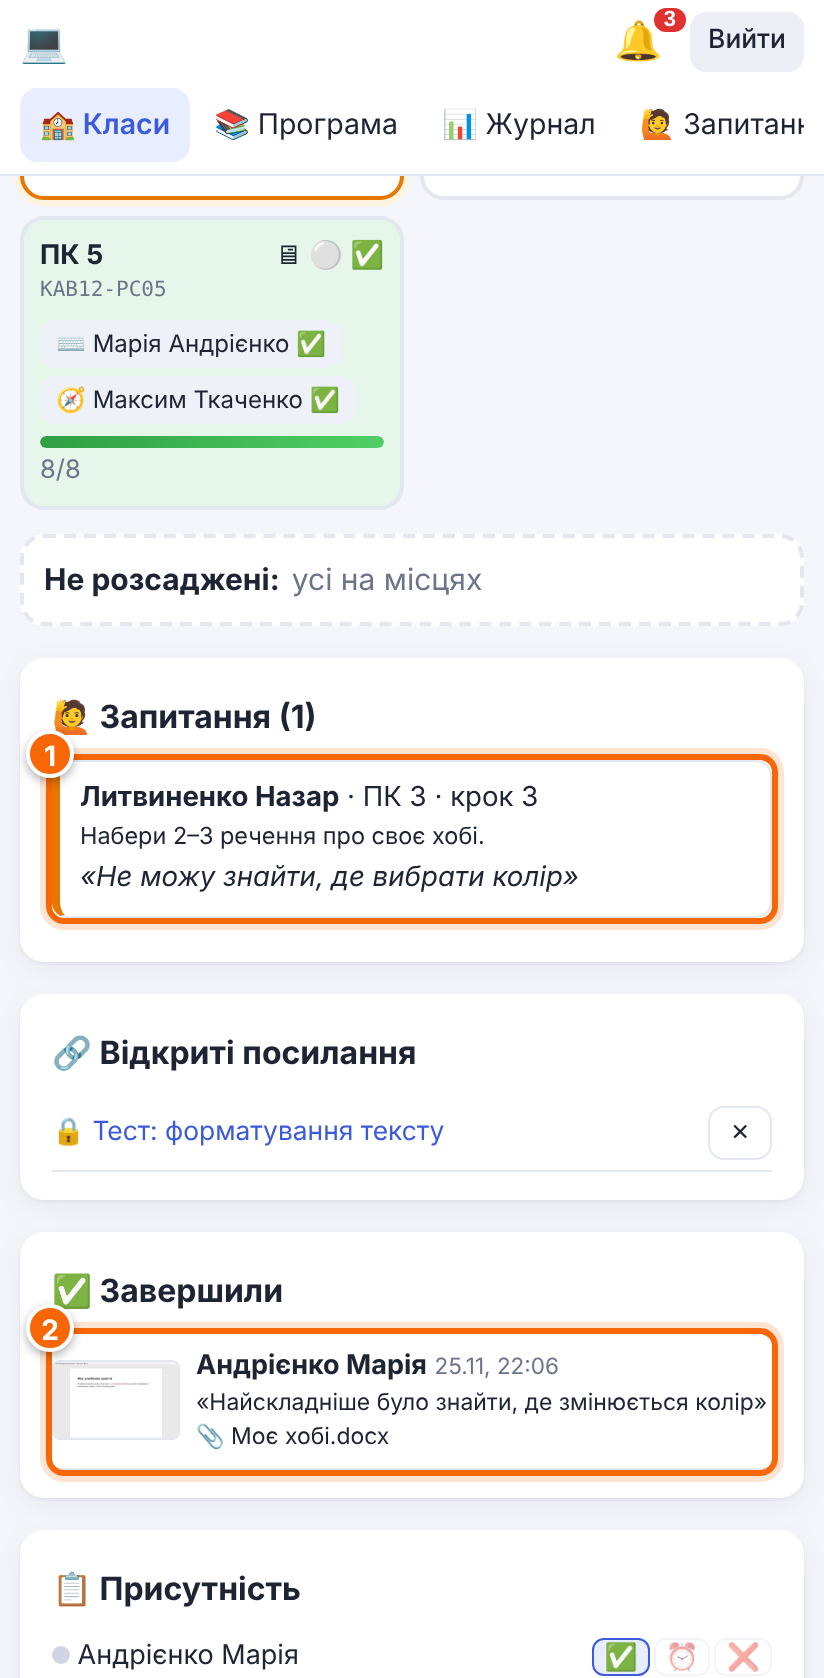 3
Вийти
Класи
Програма
Журнал
Запитанн
ПК 5
КАВ12-РС05
Марія Андрієнко
Максим Ткаченко
8/8
Не розсаджені: усі на місцях
Запитання (1)
1
Литвиненко Назар · ПК 3 · крок 3
Набери 2–3 речення про своє хобі.
«Не можу знайти, де вибрати колір»
Відкриті посилання
Тест: форматування тексту
×
Завершили
2
Андрієнко Марія 25.11, 22:06
«Найскладніше було знайти, де змінюється колір»
Моє хобі.docx
Присутність
Андрієнко Марія